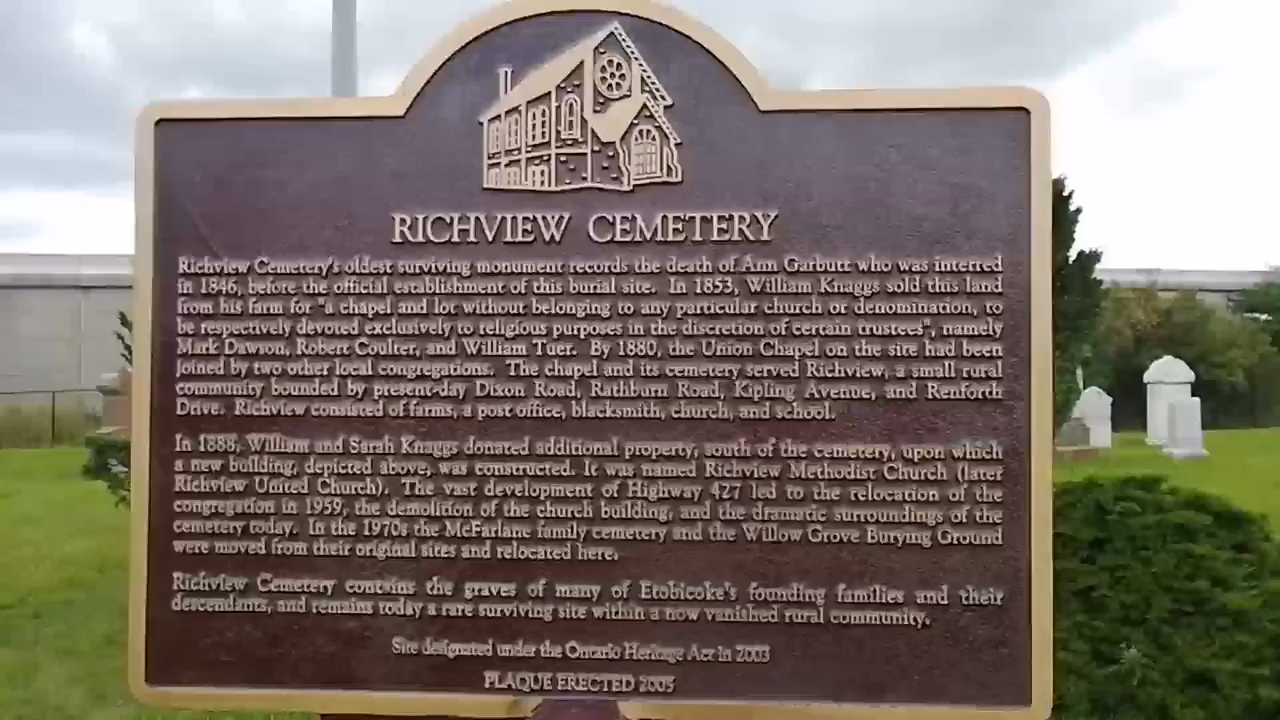 RICHVIEW CEMETERY
Richview Cemetery's oldest surviving monument records the death of Ann Garbutt who was interred
in 1846, before the official establishment of this burial site. In 1853, William Knaggs sold this land
from his farm for "a chapel and lot without belonging to any particular church or denomination, to
be respectively devoted exclusively to religious purposes in the discretion of certain trustees", namely
Mark Dawson, Robert Coulter, and William Tuer. By 1880, the Union Chapel on the site had been
joined by two other local congregations. The chapel and its cemetery served Richview, a small rural
community bounded by present-day Dixon Road, Rathburn Road, Kipling Avenue, and Renforth
Drive. Richview consisted of farms, a post office, blacksmith, church, and school.
In 1888, William and Sarah Knaggs donated additional property, south of the cemetery, upon which
a new building, depicted above, was constructed. It was named Richview Methodist Church (later
Richview United Church). The vast development of Highway 427 led to the relocation of the
congregation in 1959, the demolition of the church building, and the dramatic surroundings of the
cemetery today. In the 1970s the McFarlane family cemetery and the Willow Grove Burying Ground
were moved from their original sites and relocated here.
Richview Cemetery contains the graves of many of Etobicoke's founding families and their
descendants, and remains today a rare surviving site within a now vanished rural community.
Site designated under the Ontario Heritage Act in 2003
PLAQUE ERECTED 2005